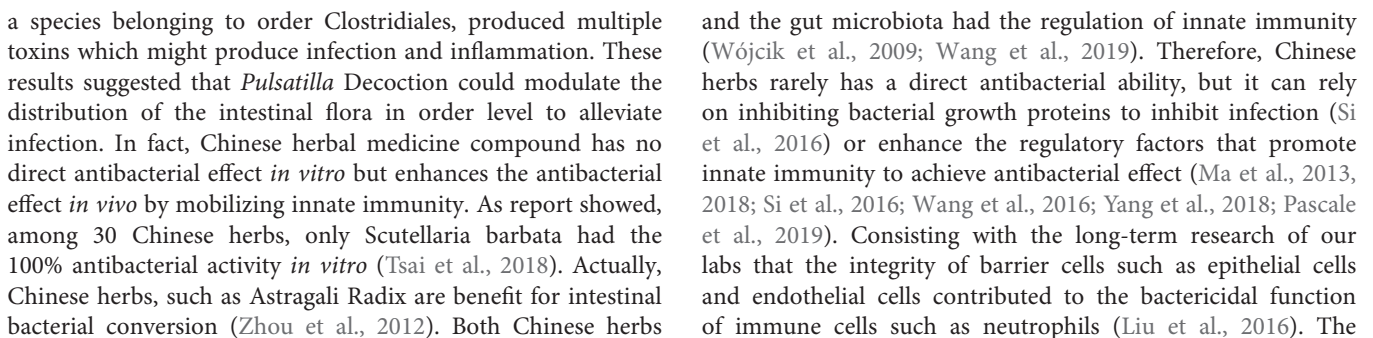 a species belonging to order Clostridiales, produced multiple
toxins which might produce infection and inflammation. These
results suggested that Pulsatilla Decoction could modulate the
distribution of the intestinal flora in order level to alleviate
infection. In fact, Chinese herbal medicine compound has no
direct antibacterial effect in vitro but enhances the antibacterial
effect in vivo by mobilizing innate immunity. As report showed,
among 30 Chinese herbs, only Scutellaria barbata had the
100% antibacterial activity in vitro (Tsai et al., 2018). Actually,
Chinese herbs, such as Astragali Radix are benefit for intestinal
bacterial conversion (Zhou et al., 2012). Both Chinese herbs
and the gut microbiota had the regulation of innate immunity
(Wójcik et al., 2009; Wang et al., 2019). Therefore, Chinese
herbs rarely has a direct antibacterial ability, but it can rely
on inhibiting bacterial growth proteins to inhibit infection (Si
et al., 2016) or enhance the regulatory factors that promote
innate immunity to achieve antibacterial effect (Ma et al., 2013,
2018; Si et al., 2016; Wang et al., 2016; Yang et al., 2018; Pascale
et al., 2019). Consisting with the long-term research of our
labs that the integrity of barrier cells such as epithelial cells
and endothelial cells contributed to the bactericidal function
of immune cells such as neutrophils (Liu et al., 2016). The